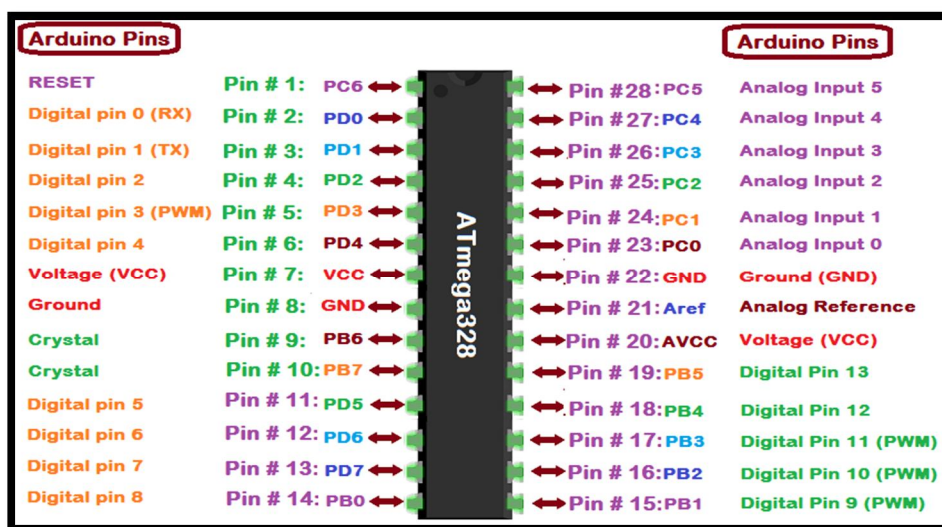 Arduino Pins
Arduino Pins
RESET Pin # 1: PC6 Pin #28:PC5 Analog Input 5
Digital pin 0 (RX) Pin # 2: PD0 Pin #27:PC4 Analog Input 4
Digital pin 1 (TX) Pin # 3: PD1 Pin # 26:PC3 Analog Input 3
Digital pin 2 Pin # 4: PD2 Pin # 25:PC2 Analog Input 2
Digital pin 3 (PWM) Pin # 5: PD3 Pin # 24:PC1 Analog Input 1
Digital pin 4 Pin # 6: PD4 Pin # 23:PC0 Analog Input 0
Voltage (VCC) Pin # 7: VCC Pin # 22:GND Ground (GND)
Ground Pin # 8: GND Pin # 21:Aref Analog Reference
Crystal Pin # 9: PB6 Pin # 20:AVCC Voltage (VCC)
Crystal Pin # 10:PB7 Pin # 19:PB5 Digital Pin 13
Digital pin 5 Pin # 11: PD5 Pin # 18:PB4 Digital Pin 12
Digital pin 6 Pin # 12: PD6 Pin # 17:PB3 Digital Pin 11 (PWM)
Digital pin 7 Pin # 13: PD7 Pin # 16:PB2 Digital Pin 10 (PWM)
Digital pin 8 Pin # 14: PB0 Pin # 15:PB1 Digital Pin 9 (PWM)
ATmega328